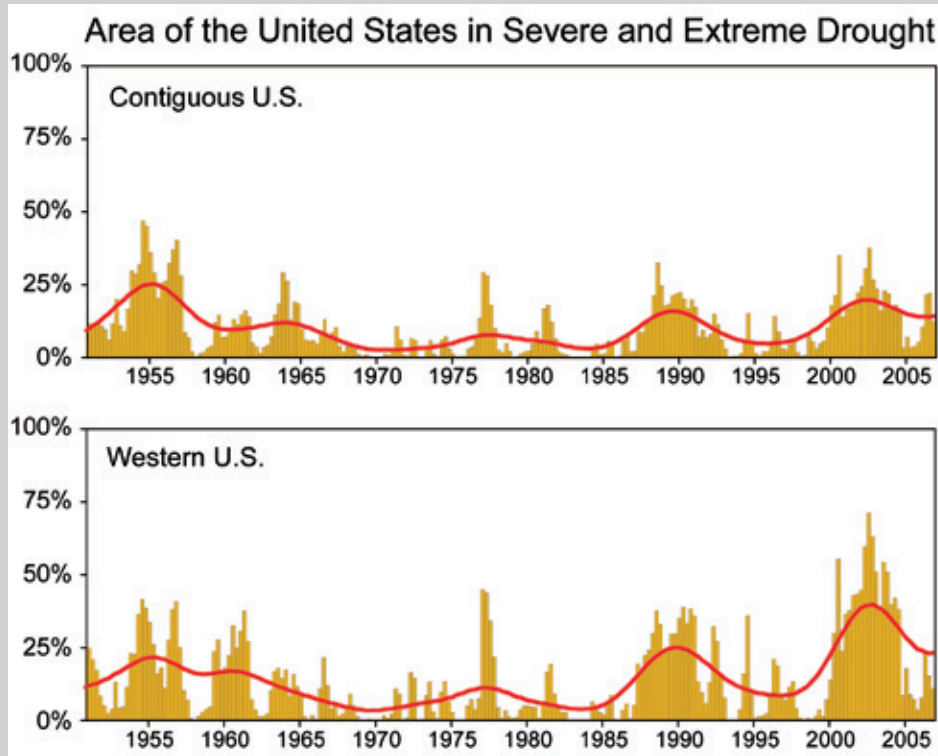 Area of the United States in Severe and Extreme Drought
100%
Contiguous U.S.
75%
50%
25%
0%
1955 1960 1965 1970 1975 1980 1985 1990 1995 2000 2005
100%
Western U.S.
75%
50%
25%
0%
1955 1960 1965 1970 1975 1980 1985 1990 1995 2000 2005